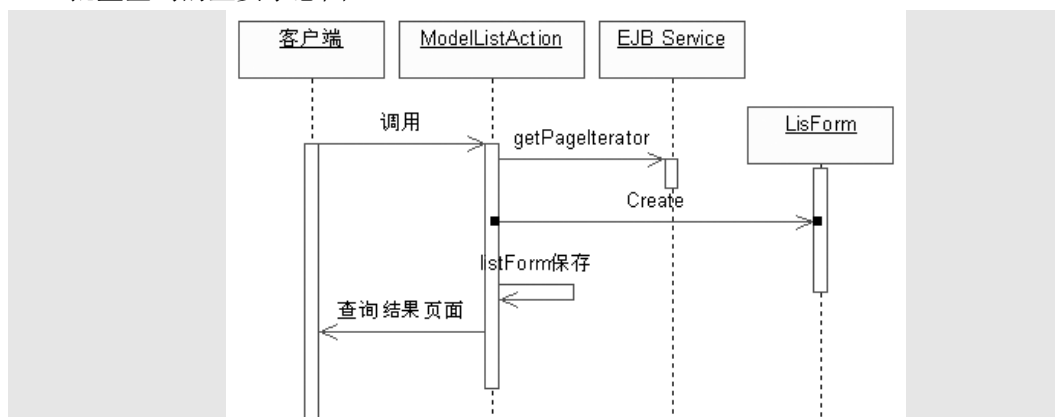 客户端
ModelListAction
EJB Service
LisForm
调用
getPageIterator
Create
listForm保存
查询结果页面